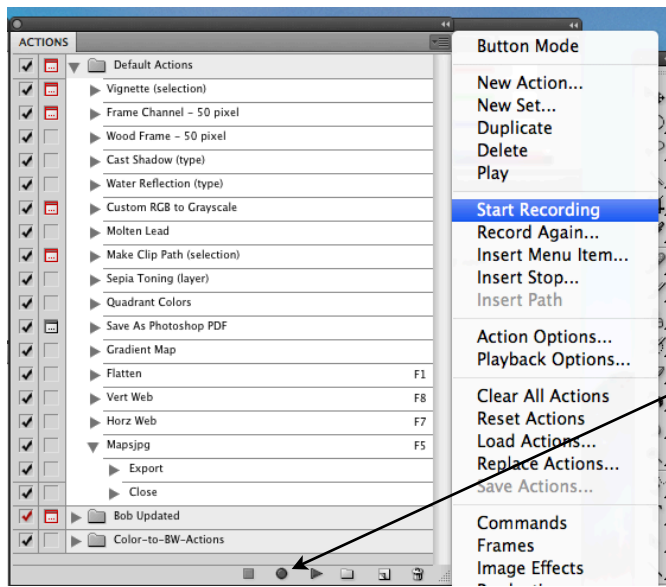 ACTIONS
Default Actions
Vignette (selection)
Frame Channel – 50 pixel
Wood Frame – 50 pixel
Cast Shadow (type)
Water Reflection (type)
Custom RGB to Grayscale
Molten Lead
Make Clip Path (selection)
Sepia Toning (layer)
Quadrant Colors
Save As Photoshop PDF
Gradient Map
Flatten F1
Vert Web F8
Horz Web F7
Mapsjpg F5
Export
Close
Bob Updated
Color-to-BW-Actions
Button Mode
New Action...
New Set...
Duplicate
Delete
Play
Start Recording
Record Again...
Insert Menu Item...
Insert Stop...
Insert Path
Action Options...
Playback Options...
Clear All Actions
Reset Actions
Load Actions...
Replace Actions...
Save Actions...
Commands
Frames
Image Effects